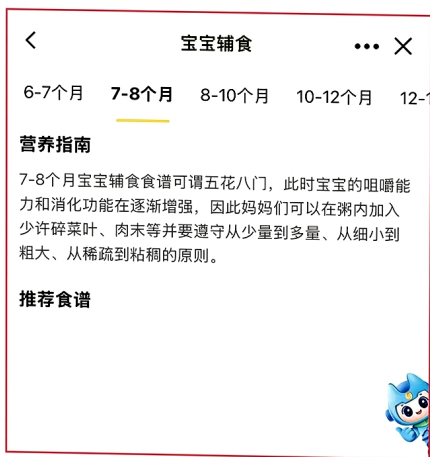 宝宝辅食
6-7个月 7-8个月 8-10个月 10-12个月 12-1
营养指南
7-8个月宝宝辅食食谱可谓五花八门，此时宝宝的咀嚼能
力和消化功能在逐渐增强，因此妈妈们可以在粥内加入
少许碎菜叶、肉末等并要遵守从少量到多量、从细小到
粗大、从稀疏到粘稠的原则。
推荐食谱